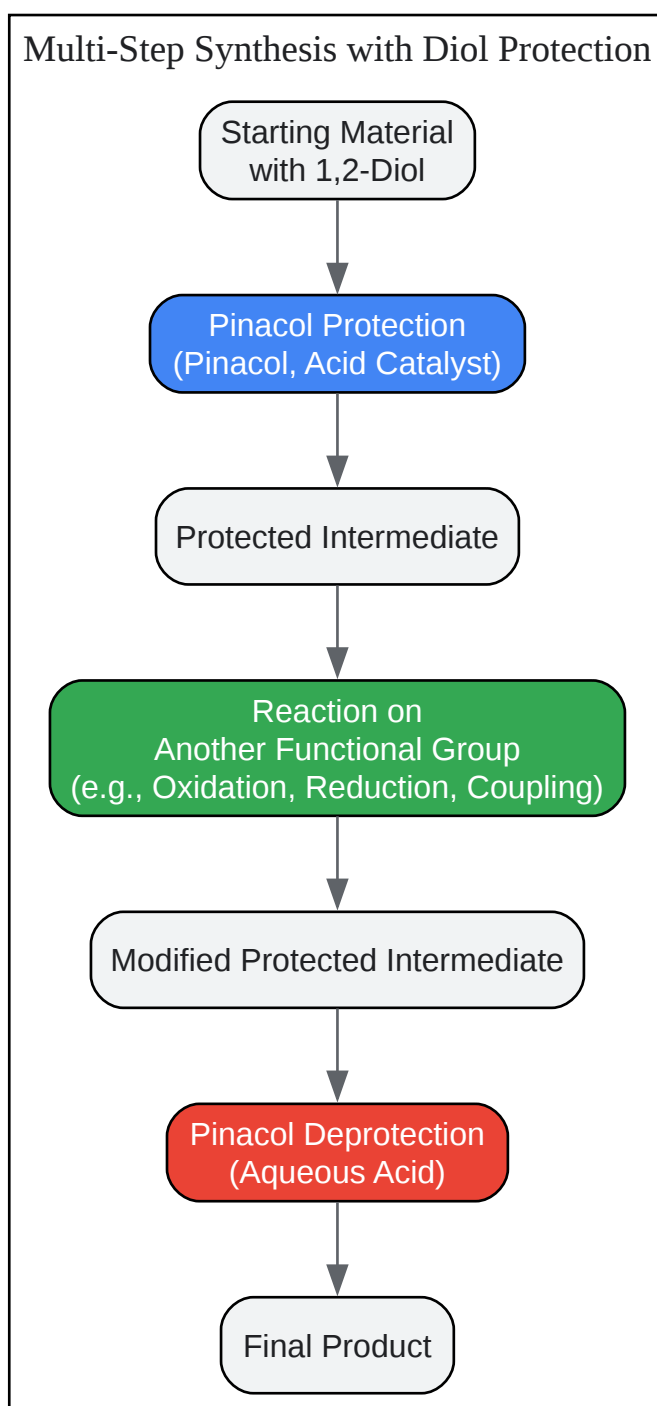 Multi-Step Synthesis with Diol Protection
Starting Material
with 1,2-Diol
Pinacol Protection
(Pinacol, Acid Catalyst)
Protected Intermediate
Reaction on
Another Functional Group
(e.g., Oxidation, Reduction, Coupling)
Modified Protected Intermediate
Pinacol Deprotection
(Aqueous Acid)
Final Product